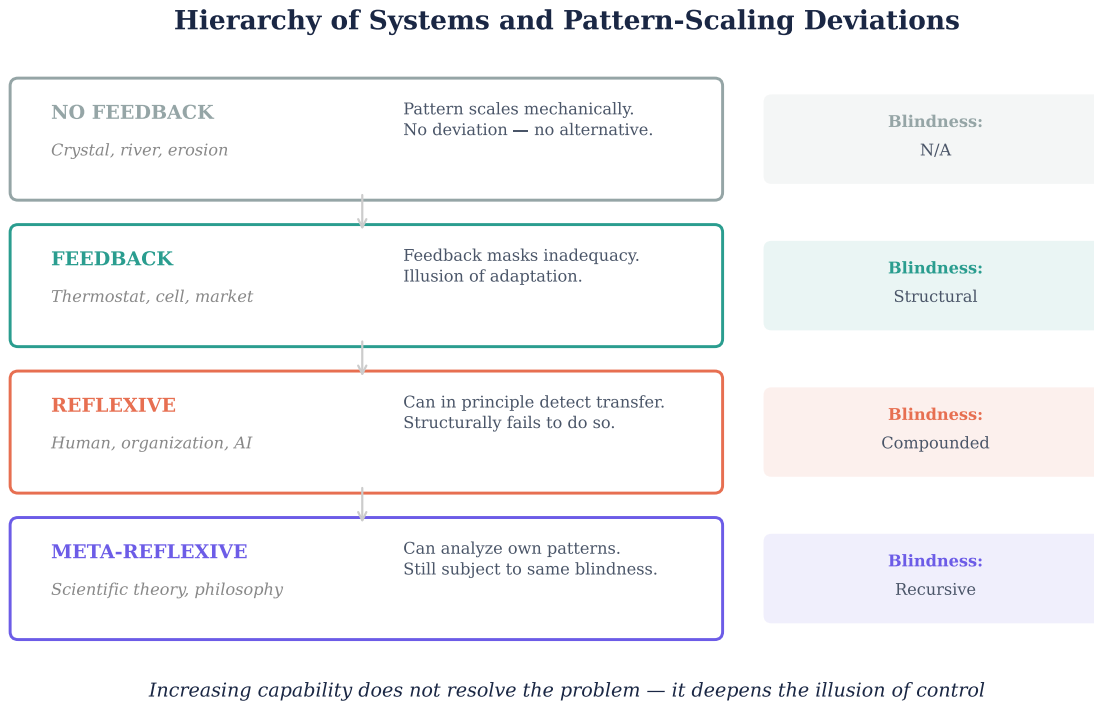 Hierarchy of Systems and Pattern-Scaling Deviations
NO FEEDBACK
Crystal, river, erosion
Pattern scales mechanically.
No deviation — no alternative.
Blindness:
N/A
FEEDBACK
Thermostat, cell, market
Feedback masks inadequacy.
Illusion of adaptation.
Blindness:
Structural
REFLEXIVE
Human, organization, AI
Can in principle detect transfer.
Structurally fails to do so.
Blindness:
Compounded
META-REFLEXIVE
Scientific theory, philosophy
Can analyze own patterns.
Still subject to same blindness.
Blindness:
Recursive
Increasing capability does not resolve the problem — it deepens the illusion of control